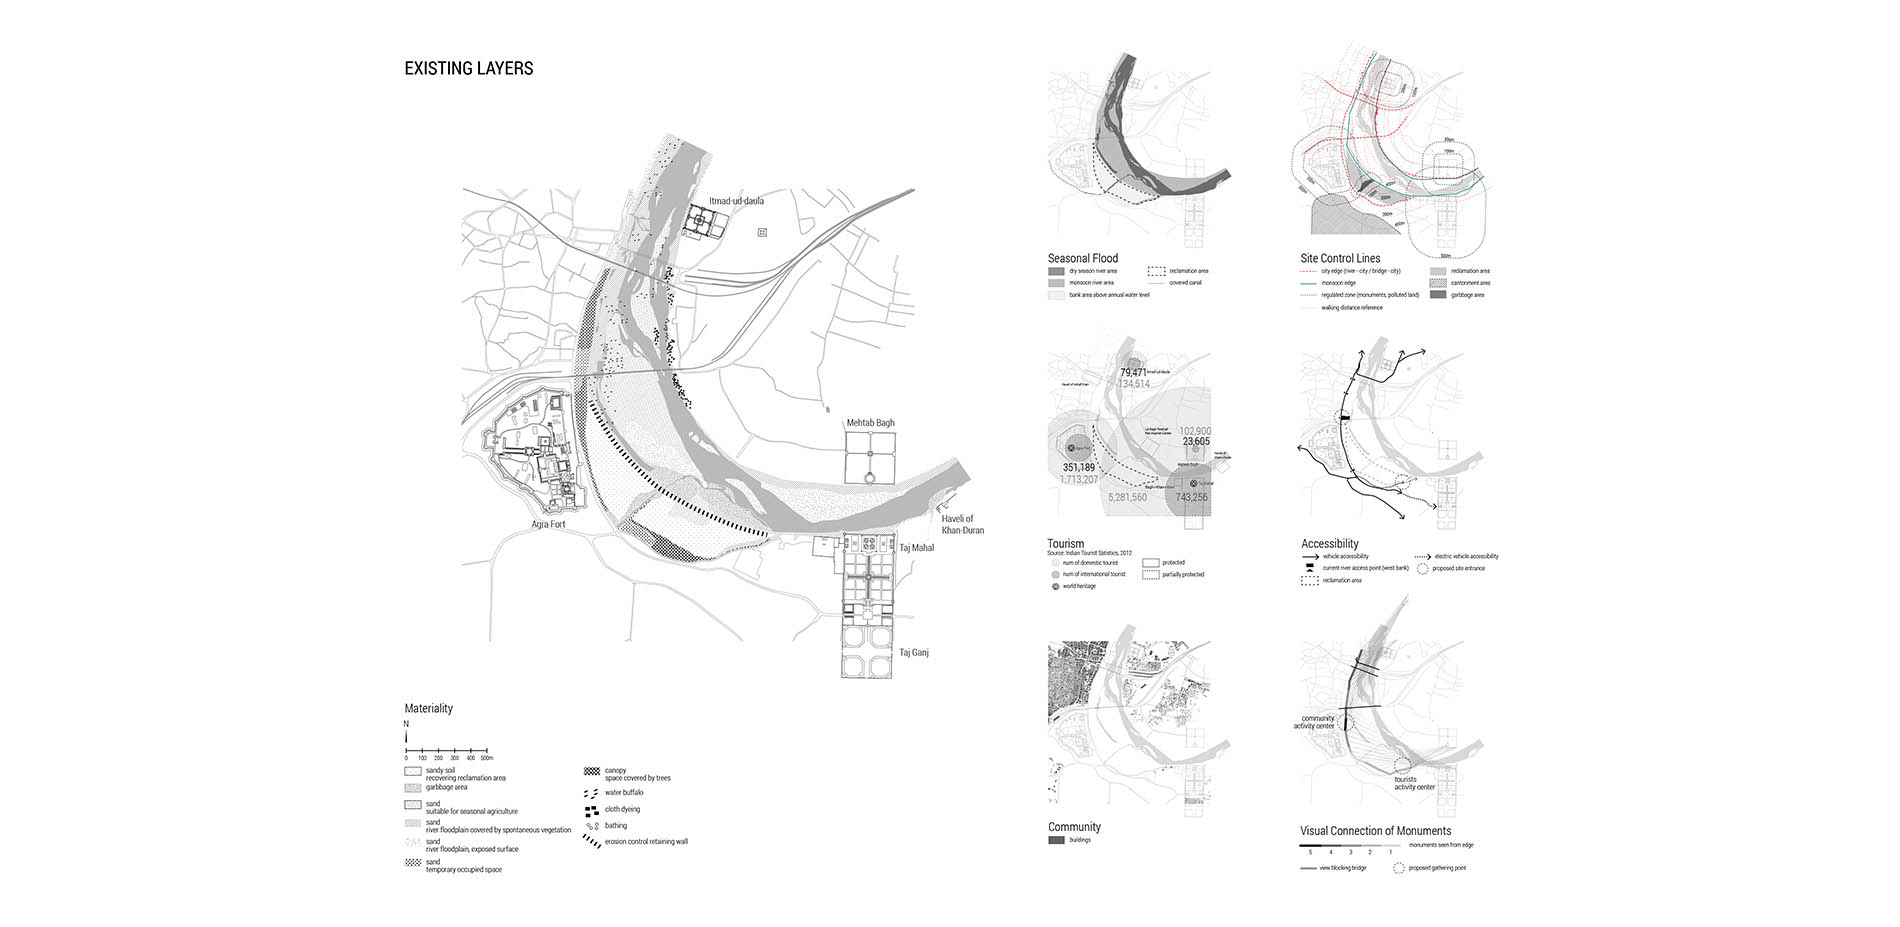 EXISTING LAYERS
Itmad-ud-daula
Mehtab Bagh
Agra Fort
Haveli of
Khan-Duran
Taj Mahal
Taj Ganj
Materiality
N
0 100 200 300 400 500m
sandy soil
recovering reclamation area
garbbage area
sand
suitable for seasonal agriculture
sand
river floodplain covered by spontaneous vegetation
sand
river floodplain, exposed surface
sand
temporary occupied space
canopy
space covered by trees
water buffalo
cloth dyeing
bathing
erosion control retaining wall
Seasonal Flood
dry season river area
monsoon river area
bank area above annual water level
reclamation area
covered canal
200m
100m
500m
Site Control Lines
city edge (river - city / bridge - city)
monsoon edge
regulated zone (monuments, polluted land)
walking distance reference
reclamation area
cantonment area
garbbage area
79,471
134,514
102,900
23,605
Agra Fort
351,189
1,713,207
5,281,560
743,256
Tourism
Source: Indian Tourist Satistics, 2012
num of domestic tourist
num of international tourist
world heritage
protected
partially protected
Accessibility
vehicle accessibility
current river access point (west bank)
reclamation area
electric vehicle accessibility
proposed site entrance
Community
buildings
community
activity center
tourists
activity center
Visual Connection of Monuments
5 4 3 2 1
monuments seen from edge
view blocking bridge
proposed gathering point